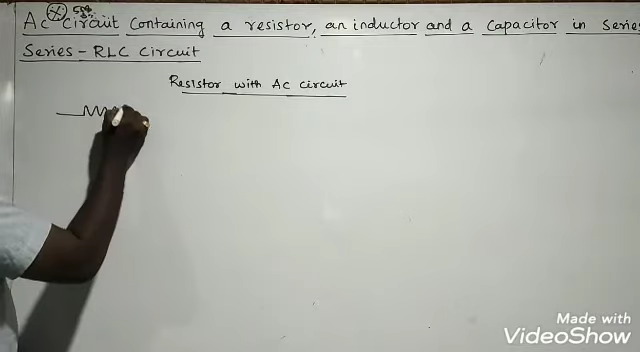 Ac circuit containing a resistor, an inductor and a capacitor in series
Series - RLC circuit
Resistor with Ac circuit
Made with
VideoShow